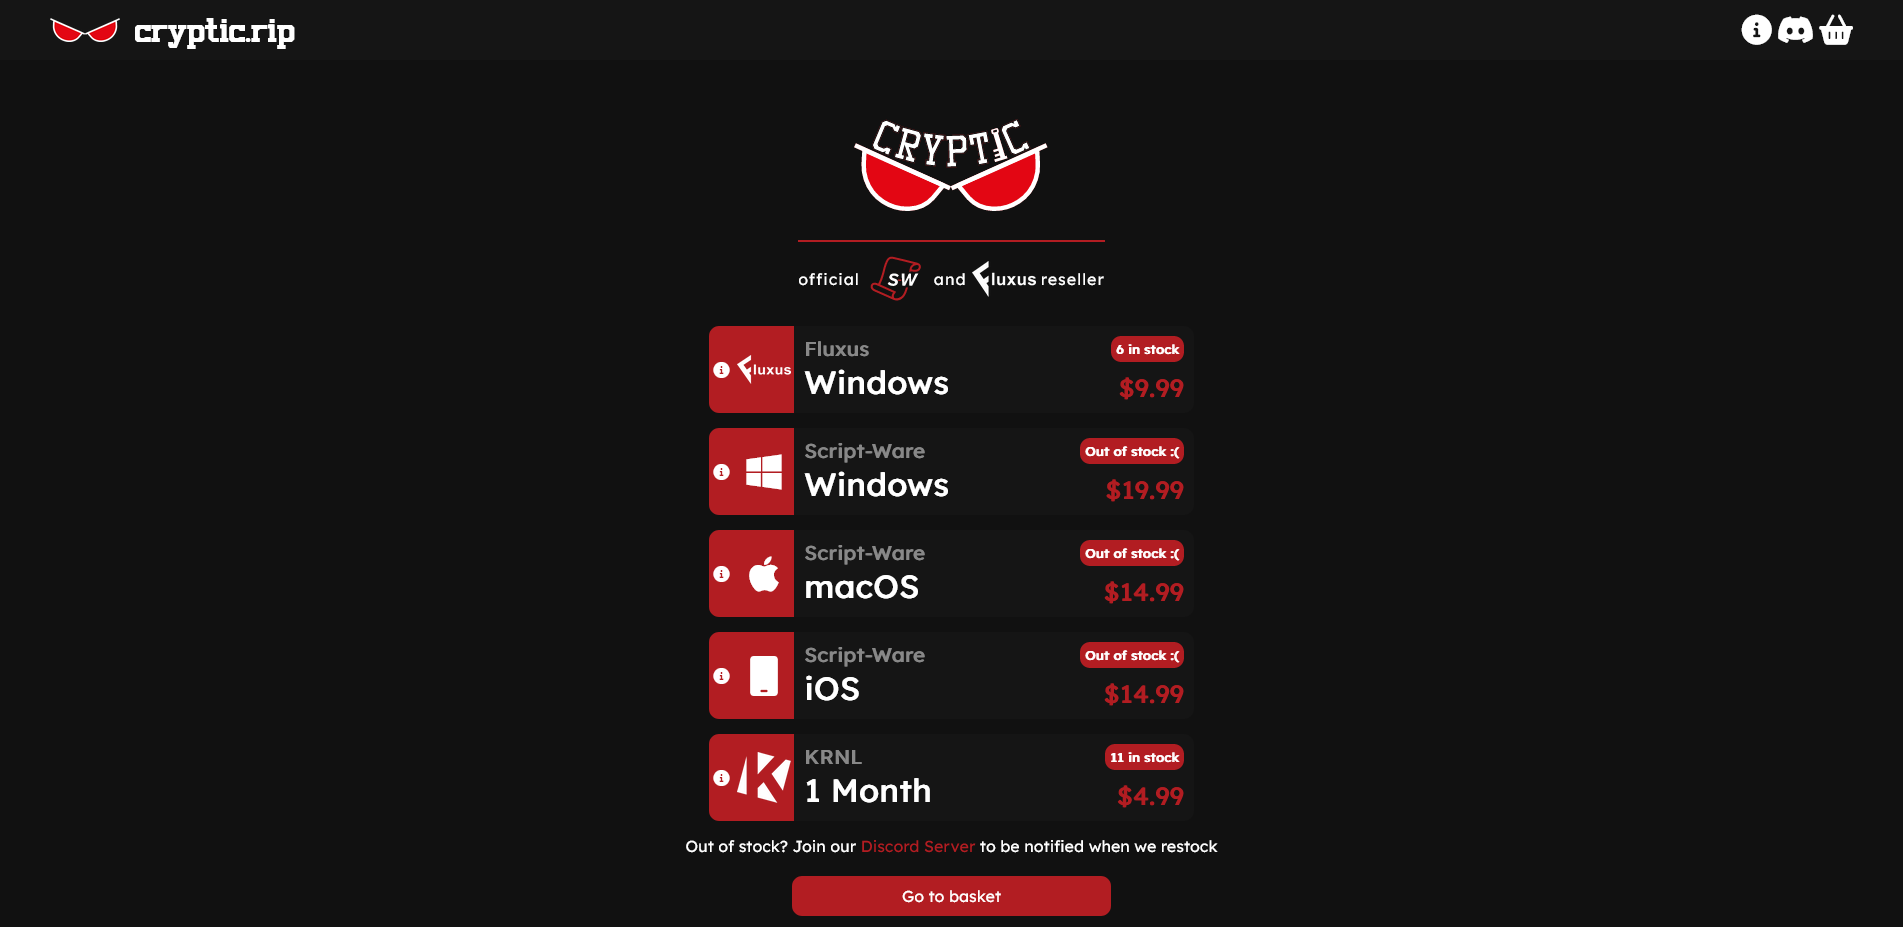 cryptic.rip
CRYPTIC
official SW and Fluxus reseller
Fluxus
Fluxus
Windows
6 in stock
$9.99
Script-Ware
Windows
Out of stock :(
$19.99
Script-Ware
macOS
Out of stock :(
$14.99
Script-Ware
iOS
Out of stock :(
$14.99
K
KRNL
1 Month
11 in stock
$4.99
Out of stock? Join our Discord Server to be notified when we restock
Go to basket